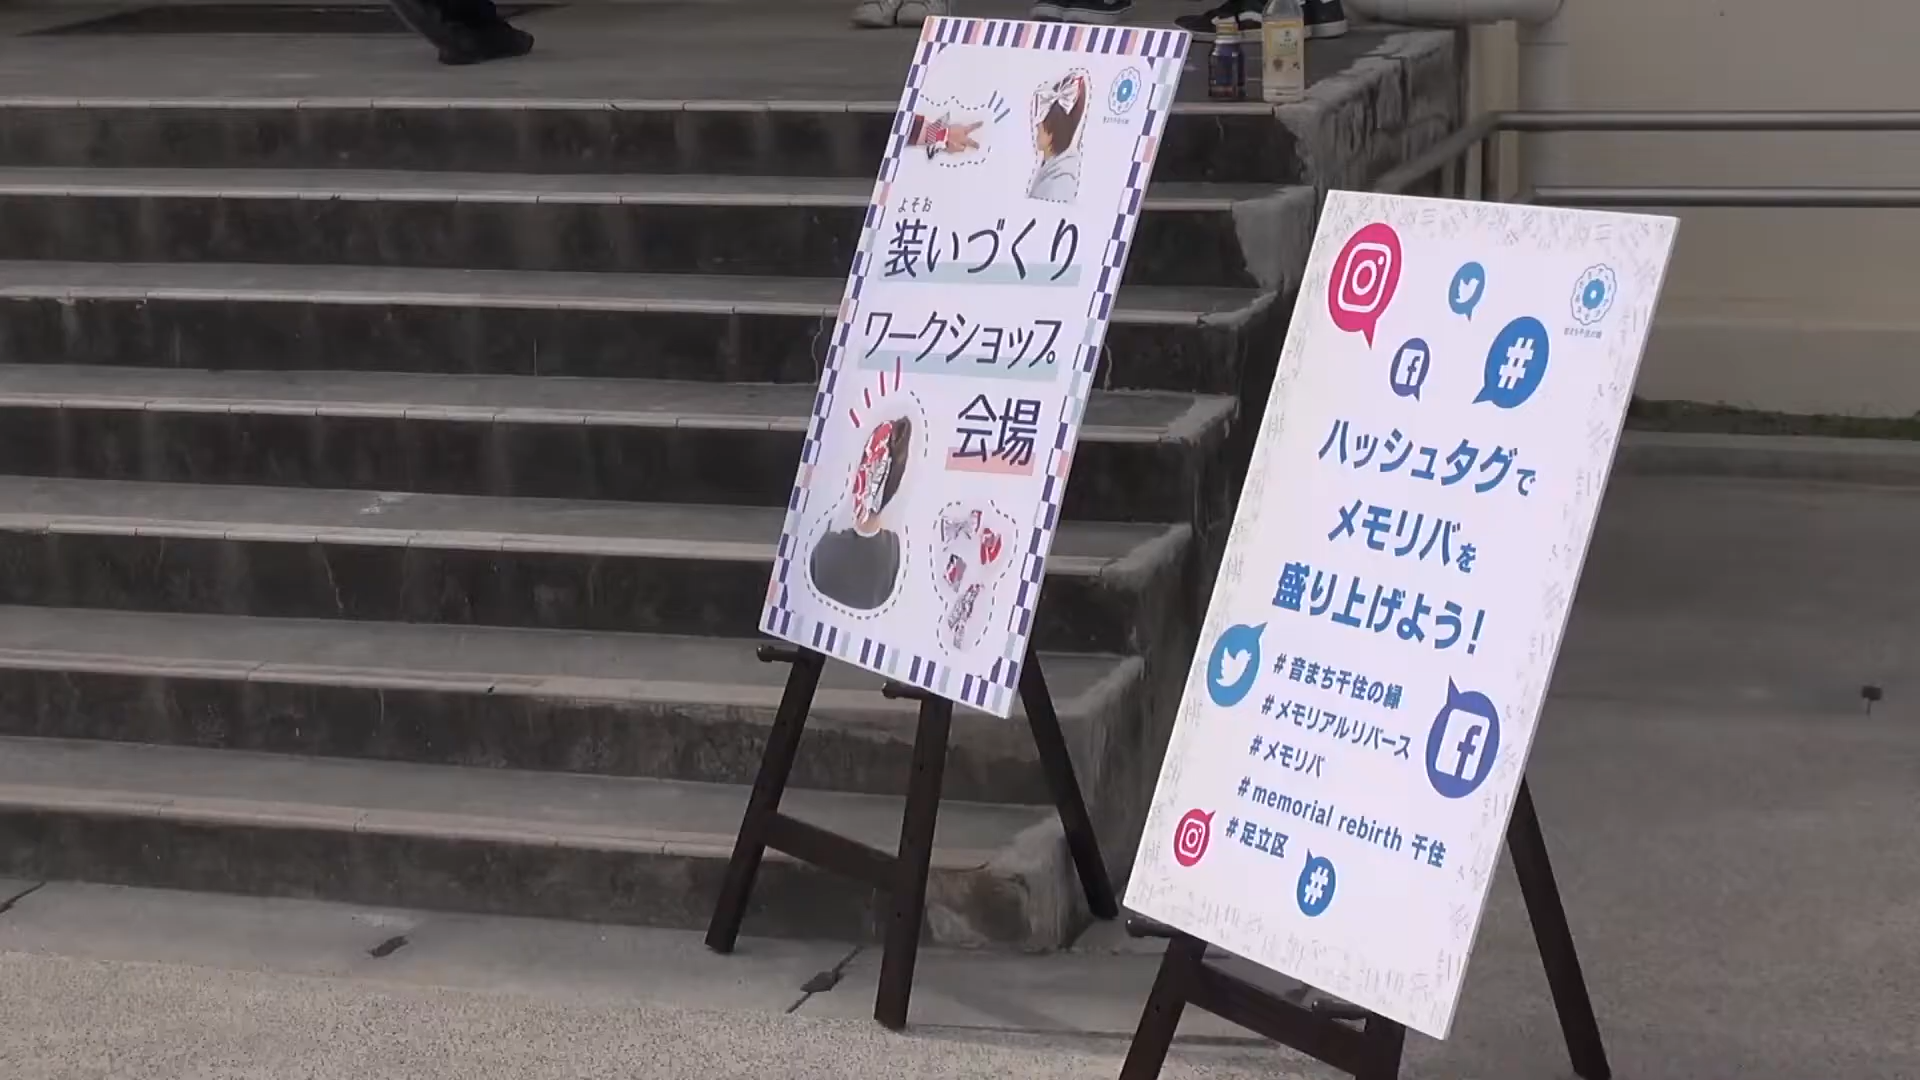 よそお
装いづくり
ワークショップ
会場
ハッシュタグで
メモリバを
盛り上げよう!
#音まち千住の縁
#メモリアルリバース
#メモリバ
#memorial rebirth 千住
#足立区